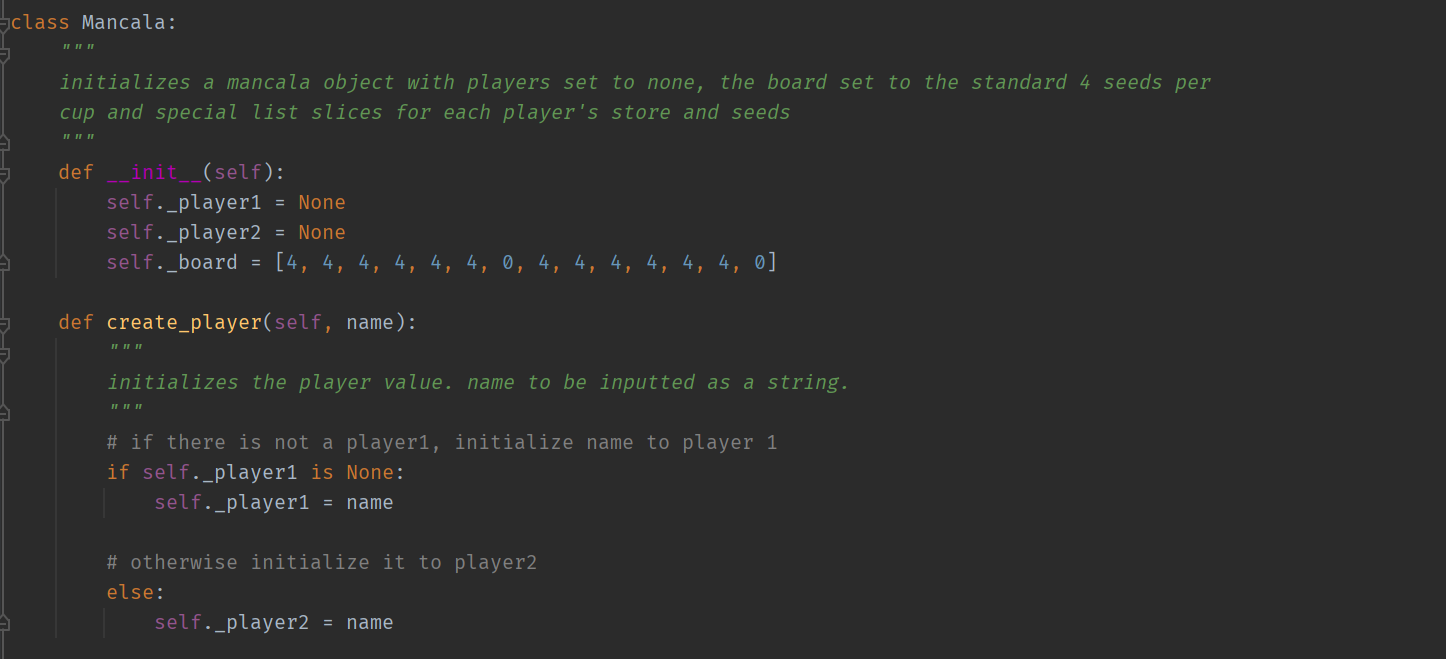 class Mancala:
    """
    initializes a mancala object with players set to none, the board set to the standard 4 seeds per
    cup and special list slices for each player's store and seeds
    """
    def __init__(self):
        self._player1 = None
        self._player2 = None
        self._board = [4, 4, 4, 4, 4, 4, 0, 4, 4, 4, 4, 4, 4, 0]

    def create_player(self, name):
        """
        initializes the player value. name to be inputted as a string.
        """
        # if there is not a player1, initialize name to player 1
        if self._player1 is None:
            self._player1 = name

        # otherwise initialize it to player2
        else:
            self._player2 = name